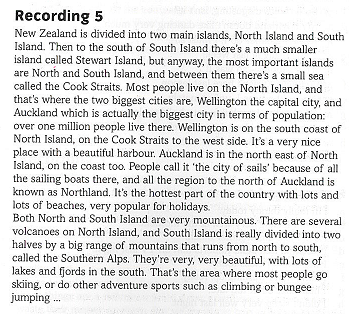 Recording 5
New Zealand is divided into two main islands, North Island and South
Island. Then to the south of South Island there's a much smaller
island called Stewart Island, but anyway, the most important islands
are North and South Island, and between them there's a small sea
called the Cook Straits. Most people live on the North Island, and
that's where the two biggest cities are, Wellington the capital city, and
Auckland which is actually the biggest city in terms of population:
over one million people live there. Wellington is on the south coast of
North Island, on the Cook Straits to the west side. It's a very nice
place with a beautiful harbour. Auckland is in the north east of North
Island, on the coast too. People call it 'the city of sails' because of all
the sailing boats there, and all the region to the north of Auckland is
known as Northland. It's the hottest part of the country with lots and
lots of beaches, very popular for holidays.
Both North and South Island are very mountainous. There are several
volcanoes on North Island, and South Island is really divided into two
halves by a big range of mountains that runs from north to south,
called the Southern Alps. They're very, very beautiful, with lots of
lakes and fjords in the south. That's the area where most people go
skiing, or do other adventure sports such as climbing or bungee
jumping ...